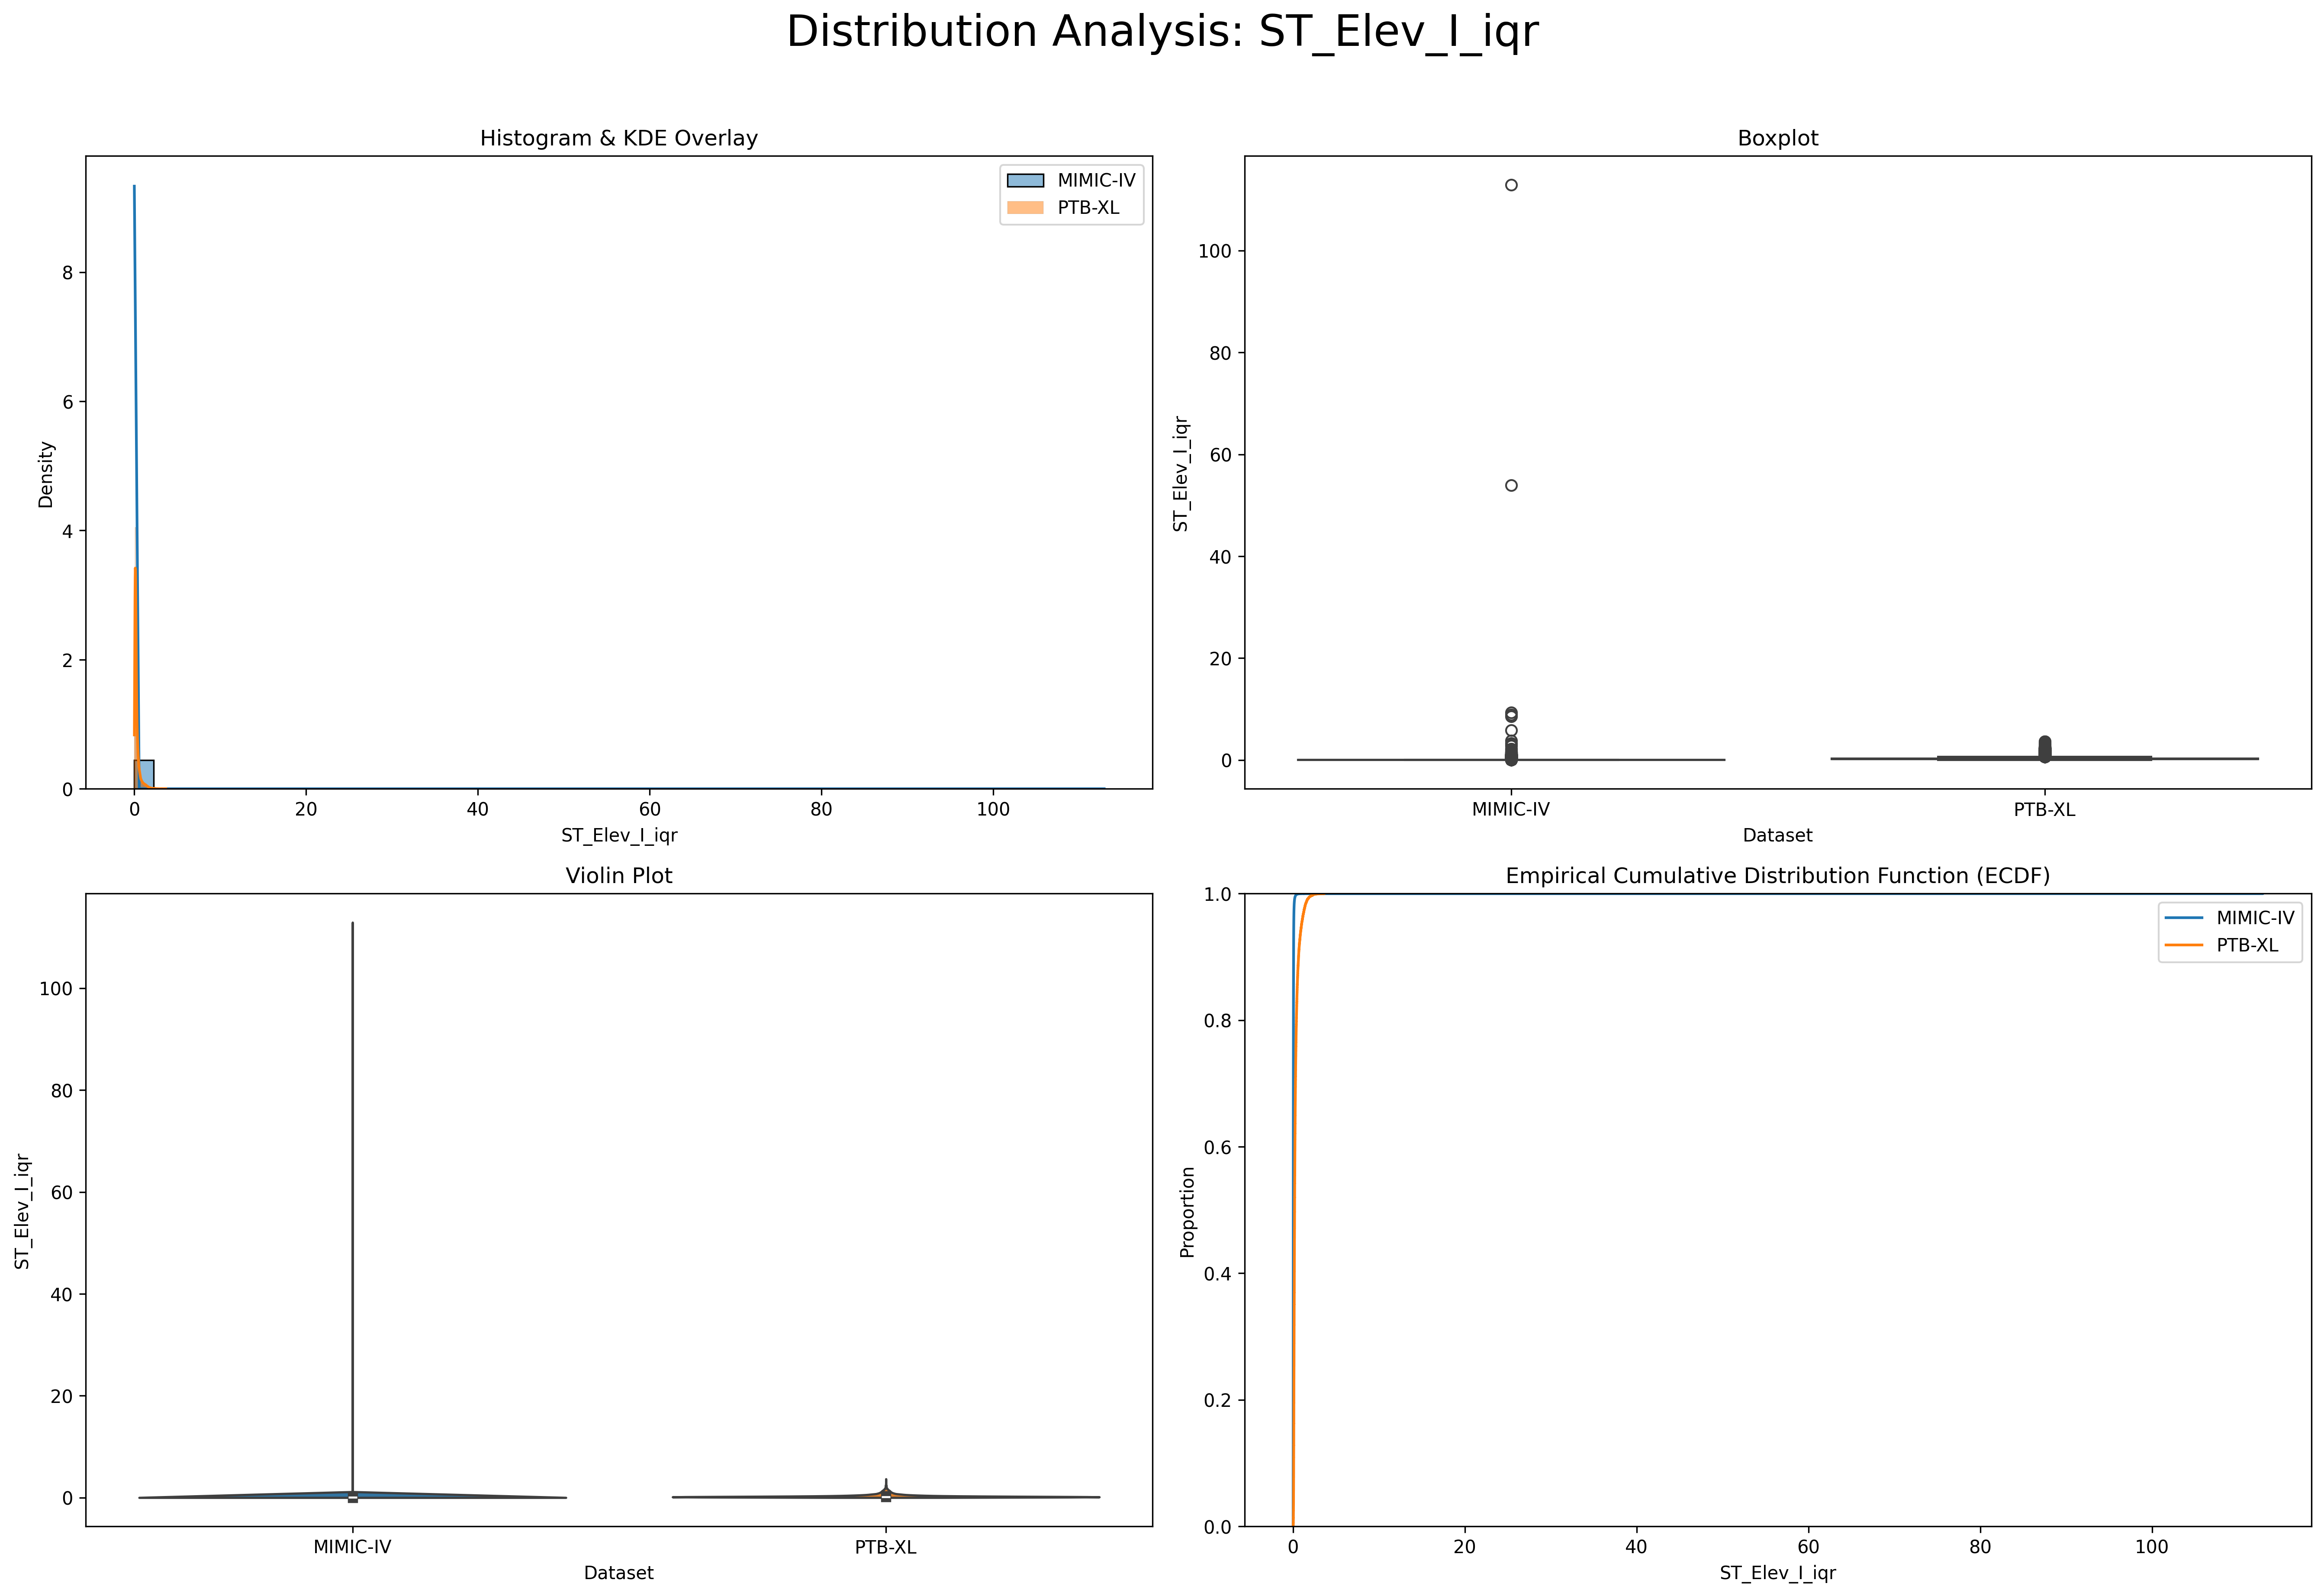 Distribution Analysis: ST_Elev_I_iqr
Histogram & KDE Overlay
MIMIC-IV
PTB-XL
Density
8
6
4
2
0
0 20 40 60 80 100
ST_Elev_I_iqr
Boxplot
ST_Elev_I_iqr
100
80
60
40
20
0
MIMIC-IV PTB-XL
Dataset
Violin Plot
ST_Elev_I_iqr
100
80
60
40
20
0
MIMIC-IV PTB-XL
Dataset
Empirical Cumulative Distribution Function (ECDF)
MIMIC-IV
PTB-XL
Proportion
1.0
0.8
0.6
0.4
0.2
0.0
0 20 40 60 80 100
ST_Elev_I_iqr